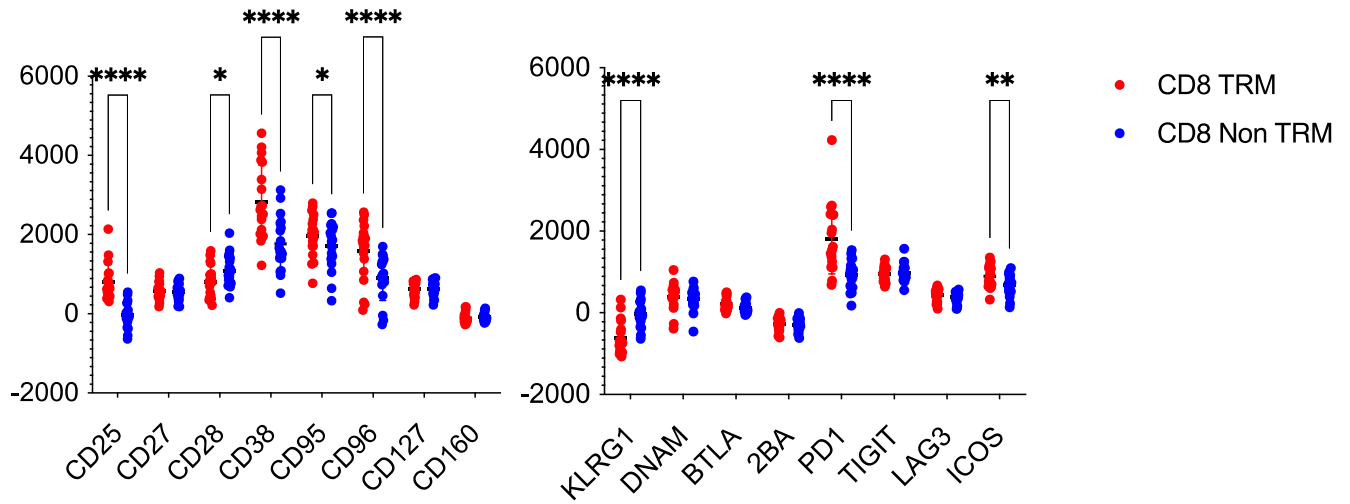 **** ****
6000 **** * *
4000
2000
0
-2000
CD25 CD27 CD28 CD38 CD95 CD96 CD127 CD160
6000 **** **** **
4000
2000
0
-2000
KLRG1 DNAM BTLA 2BA PD1 TIGIT LAG3 ICOS
CD8 TRM
CD8 Non TRM